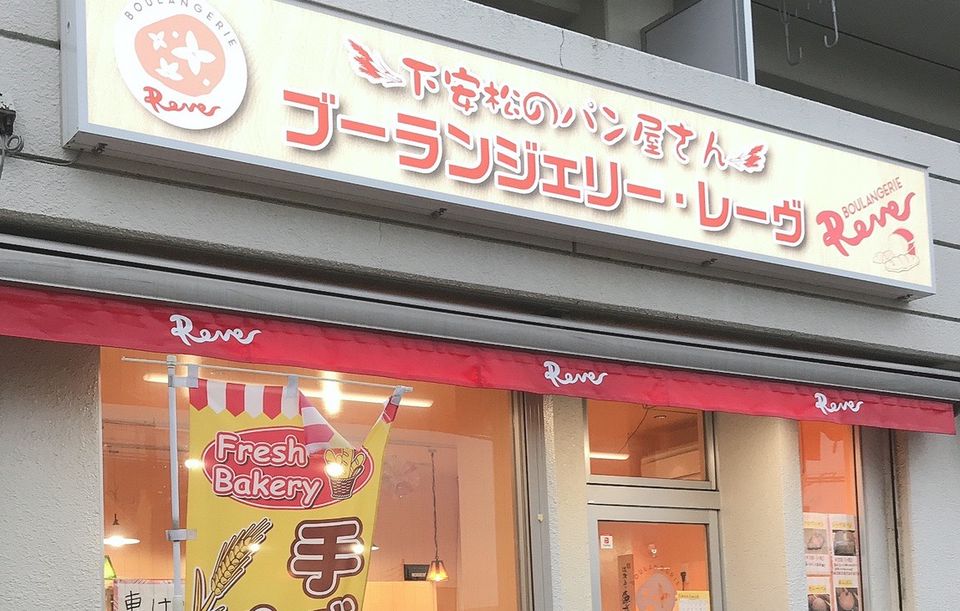 BOULANGERIE
Rever
下安松のパン屋さん
ブーランジェリー・レーヴ
BOULANGERIE
Rever
Rever
Rever
Rever
Fresh
Bakery
手